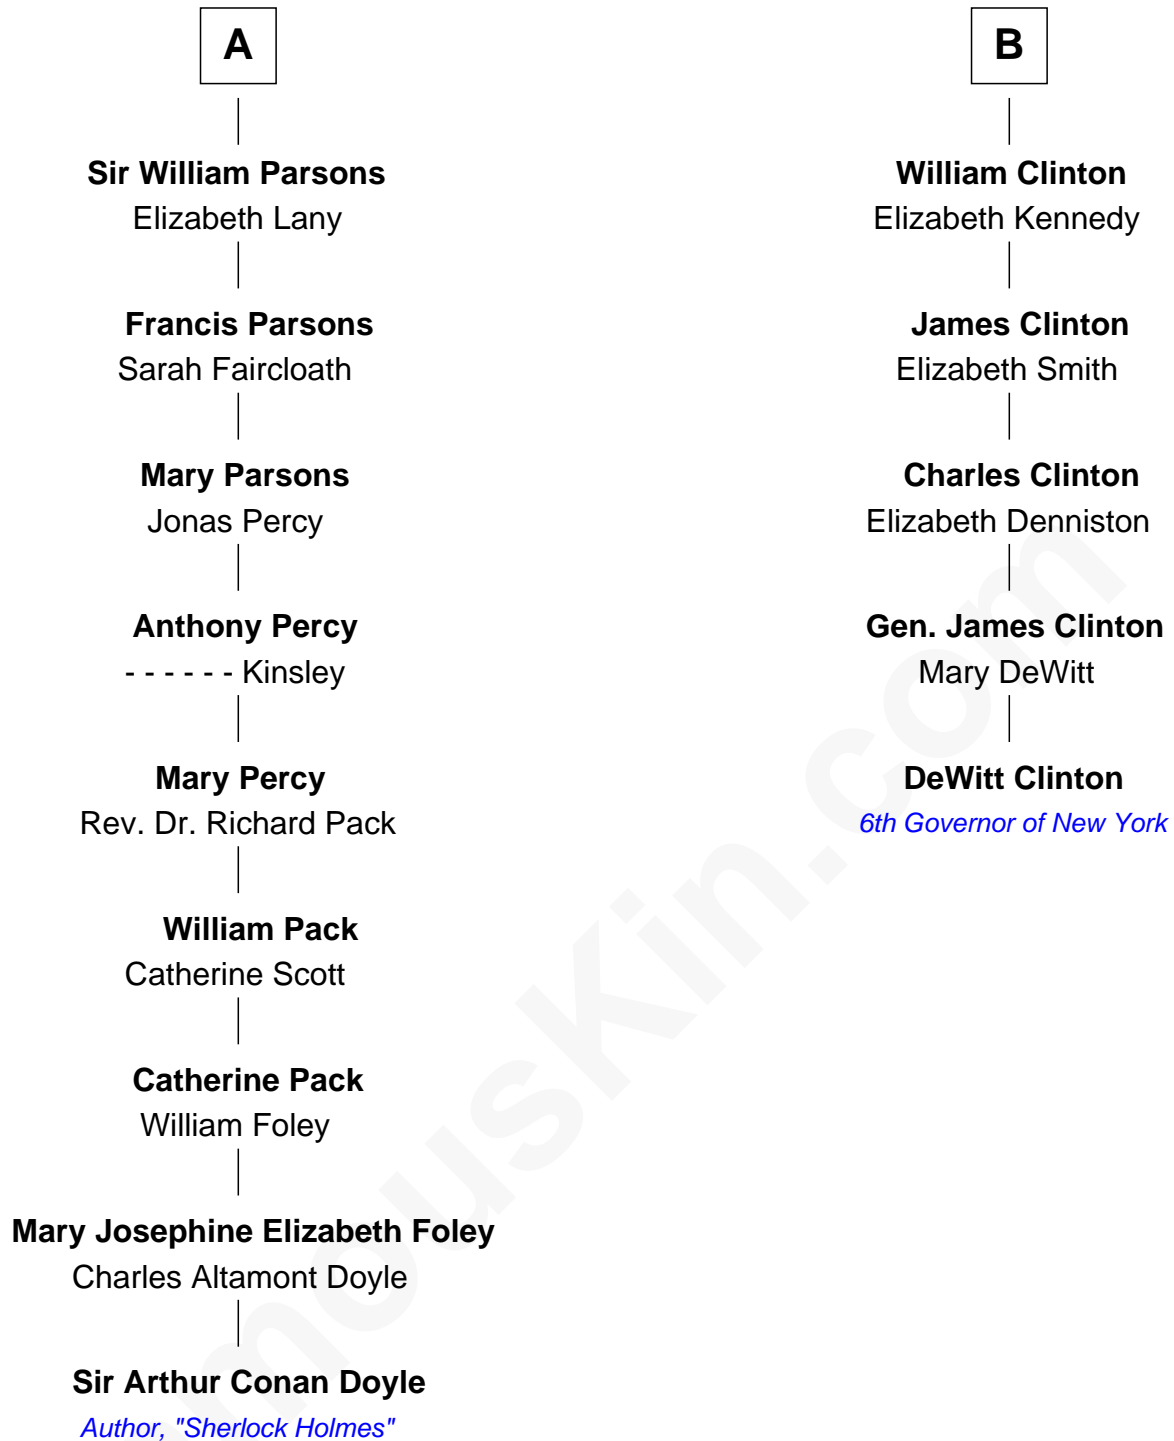 A
Sir William Parsons
Elizabeth Lany
Francis Parsons
Sarah Faircloath
Mary Parsons
Jonas Percy
Anthony Percy
- - - - - - Kinsley
Mary Percy
Rev. Dr. Richard Pack
William Pack
Catherine Scott
Catherine Pack
William Foley
Mary Josephine Elizabeth Foley
Charles Altamont Doyle
Sir Arthur Conan Doyle
Author, "Sherlock Holmes"
B
William Clinton
Elizabeth Kennedy
James Clinton
Elizabeth Smith
Charles Clinton
Elizabeth Denniston
Gen. James Clinton
Mary DeWitt
DeWitt Clinton
6th Governor of New York
mousKin.com